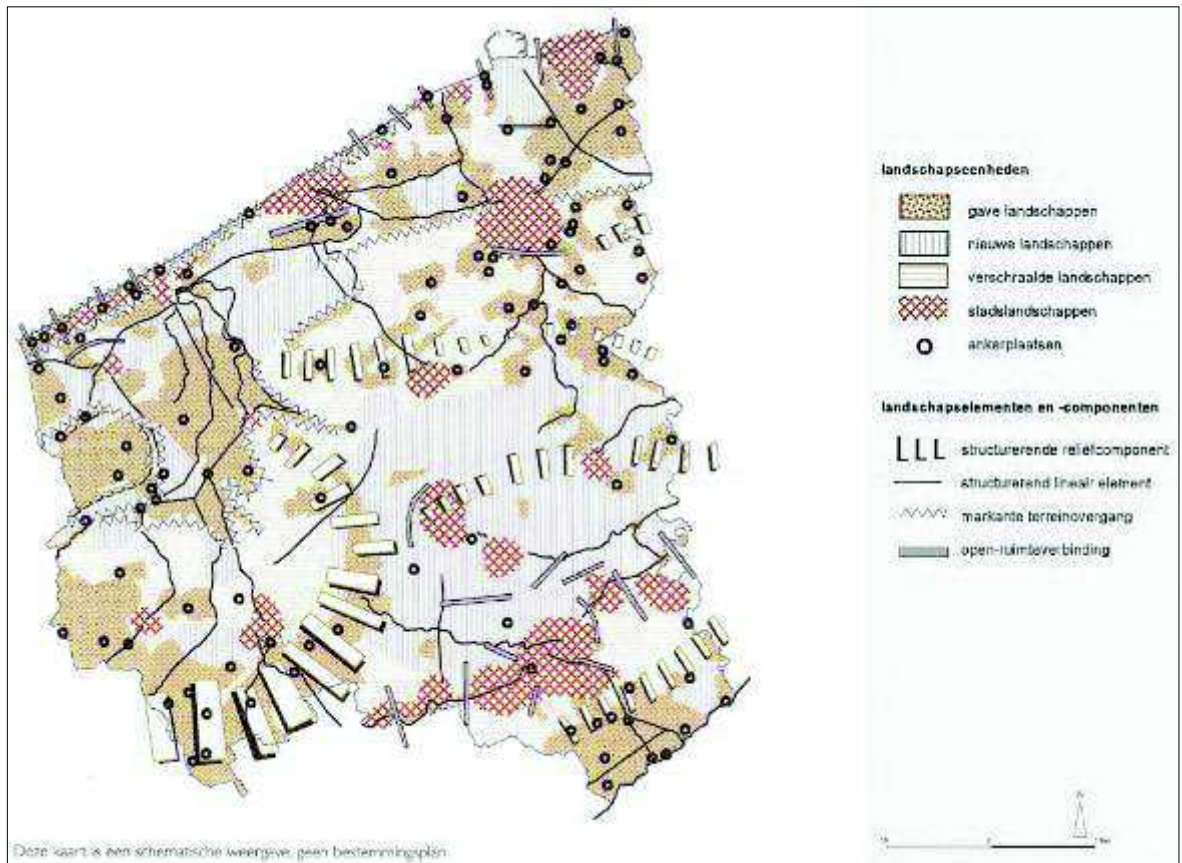 landschapseenheden
gave landschappen
nieuwe landschappen
verschraalde landschappen
stadslandschappen
ankerplaatsen
landschapselementen en -componenten
structurerende reliëfcomponent
structurerend lineair element
markante terreinovergang
open-ruimteverbinding
Deze kaart is een schematische weergave, geen bestemmingsplan